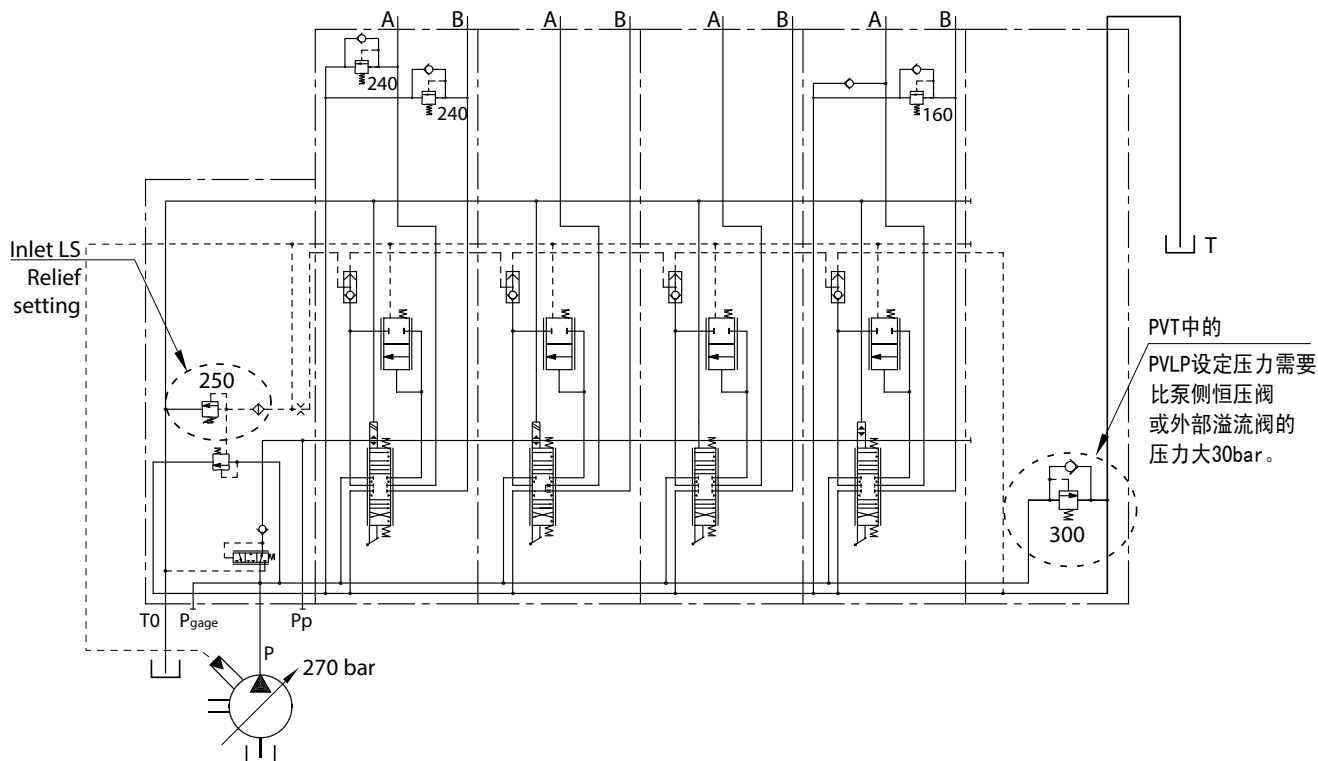 A
B
A
B
A
B
A
B
240
240
160
T
Inlet LS
Relief
setting
250
PVT中的
PVLP设定压力需要
比泵侧恒压阀
或外部溢流阀的
压力大30bar。
300
T0
Pgage
Pp
P
270 bar